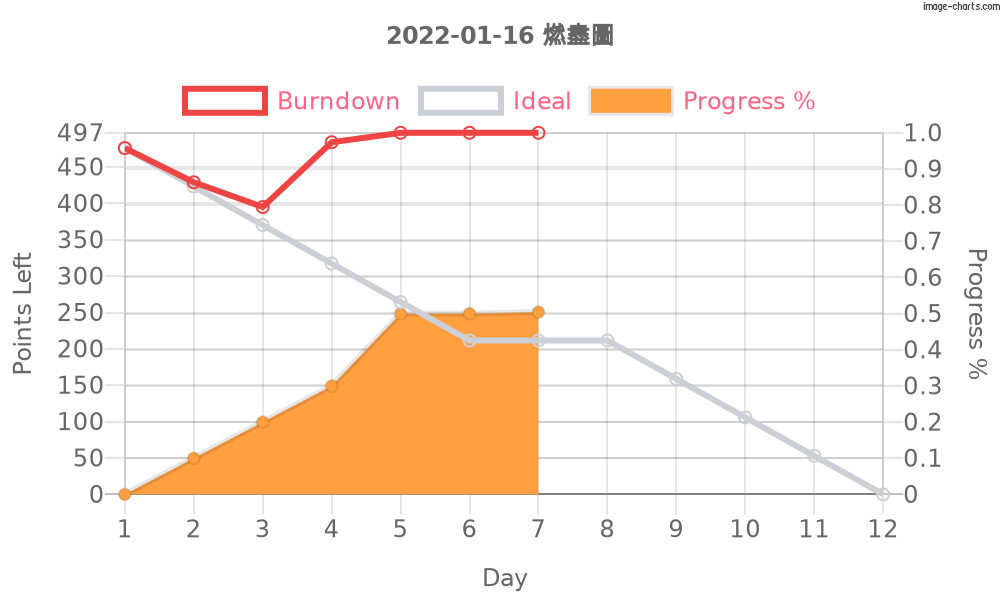 image-charts.com
2022-01-16 燃盡圖
Burndown Ideal Progress %
497 1.0
450 0.9
400 0.8
350 0.7
300 0.6
250 0.5
200 0.4
150 0.3
100 0.2
50 0.1
0 0
Points Left
Progress %
1 2 3 4 5 6 7 8 9 10 11 12
Day